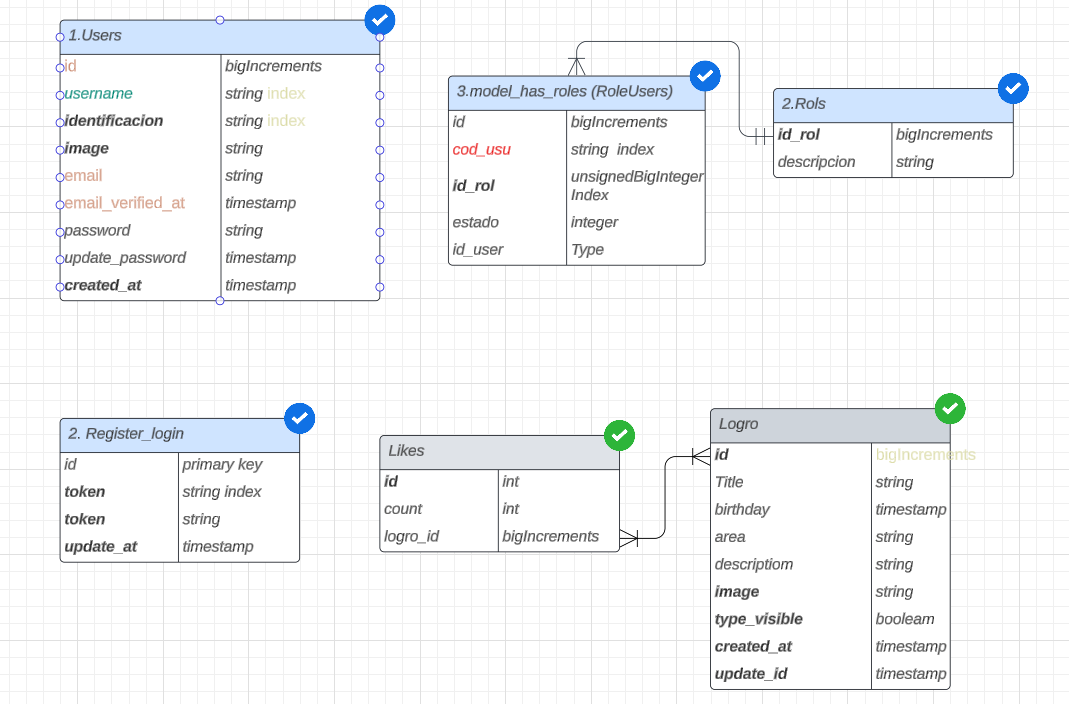 1.Users
id bigIncrements
username string index
identificacion string index
image string
email string
email_verified_at timestamp
password string
update_password timestamp
created_at timestamp
3.model_has_roles (RoleUsers)
id bigIncrements
cod_usu string index
id_rol unsignedBigInteger
Index
estado integer
id_user Type
2.Rols
id_rol bigIncrements
descripcion string
2. Register_login
id primary key
token string index
token string
update_at timestamp
Likes
id int
count int
logro_id bigIncrements
Logro
id bigIncrements
Title string
birthday timestamp
area string
descriptiom string
image string
type_visible booleam
created_at timestamp
update_id timestamp